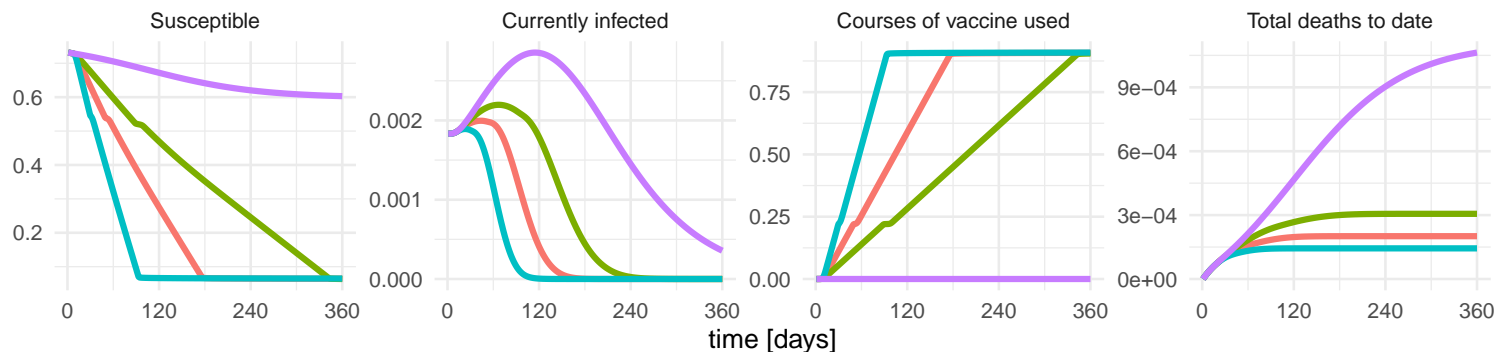 Susceptible
Currently infected
Courses of vaccine used
Total deaths to date
0.6
0.4
0.2
0.002
0.001
0.000
0.75
0.50
0.25
0.00
9e−04
6e−04
3e−04
0e+00
0 120 240 360
0 120 240 360
0 120 240 360
0 120 240 360
time [days]